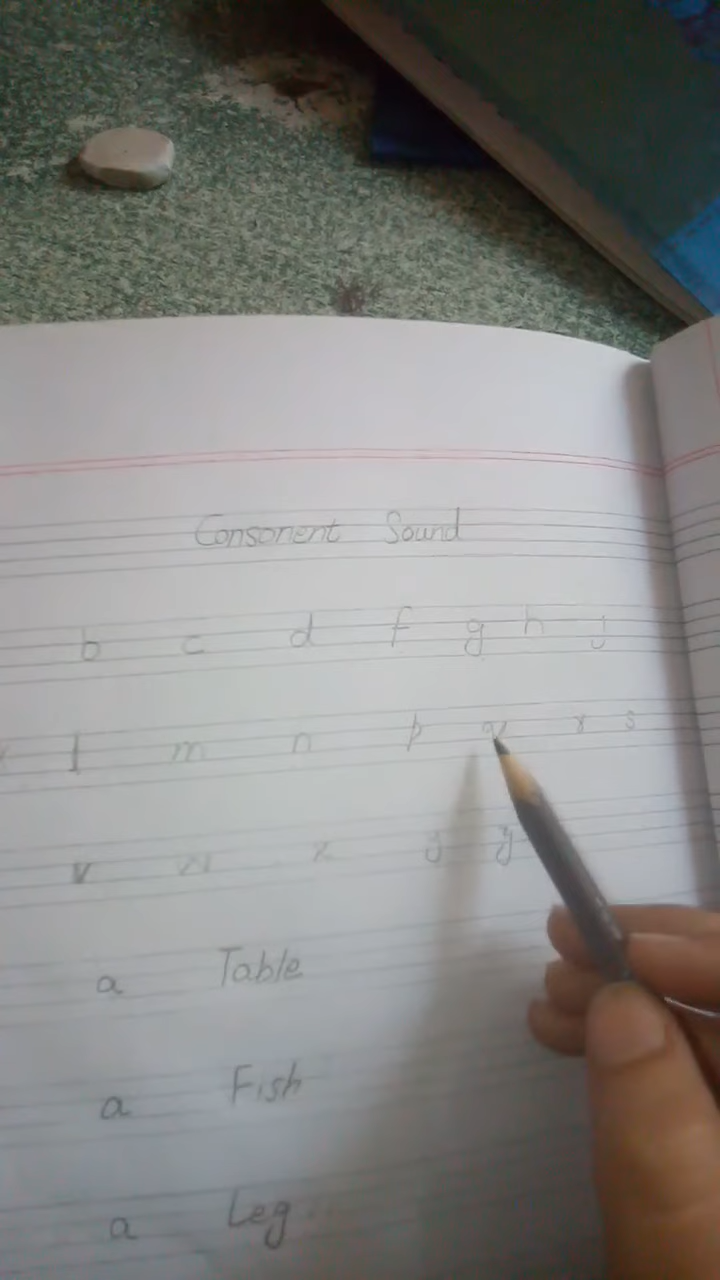 Consonent Sound
b c d f g h j
l m n p q r s
v w x y
a Table
a Fish
a Leg